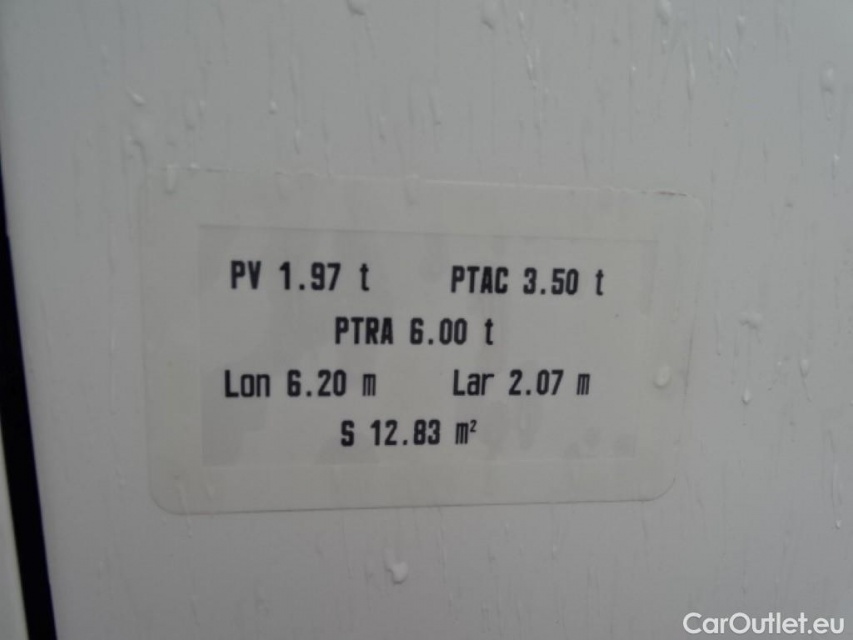 PV 1.97 t PTAC 3.50 t
PTRA 6.00 t
Lon 6.20 m Lar 2.07 m
S 12.83 m²
CarOutlet.eu